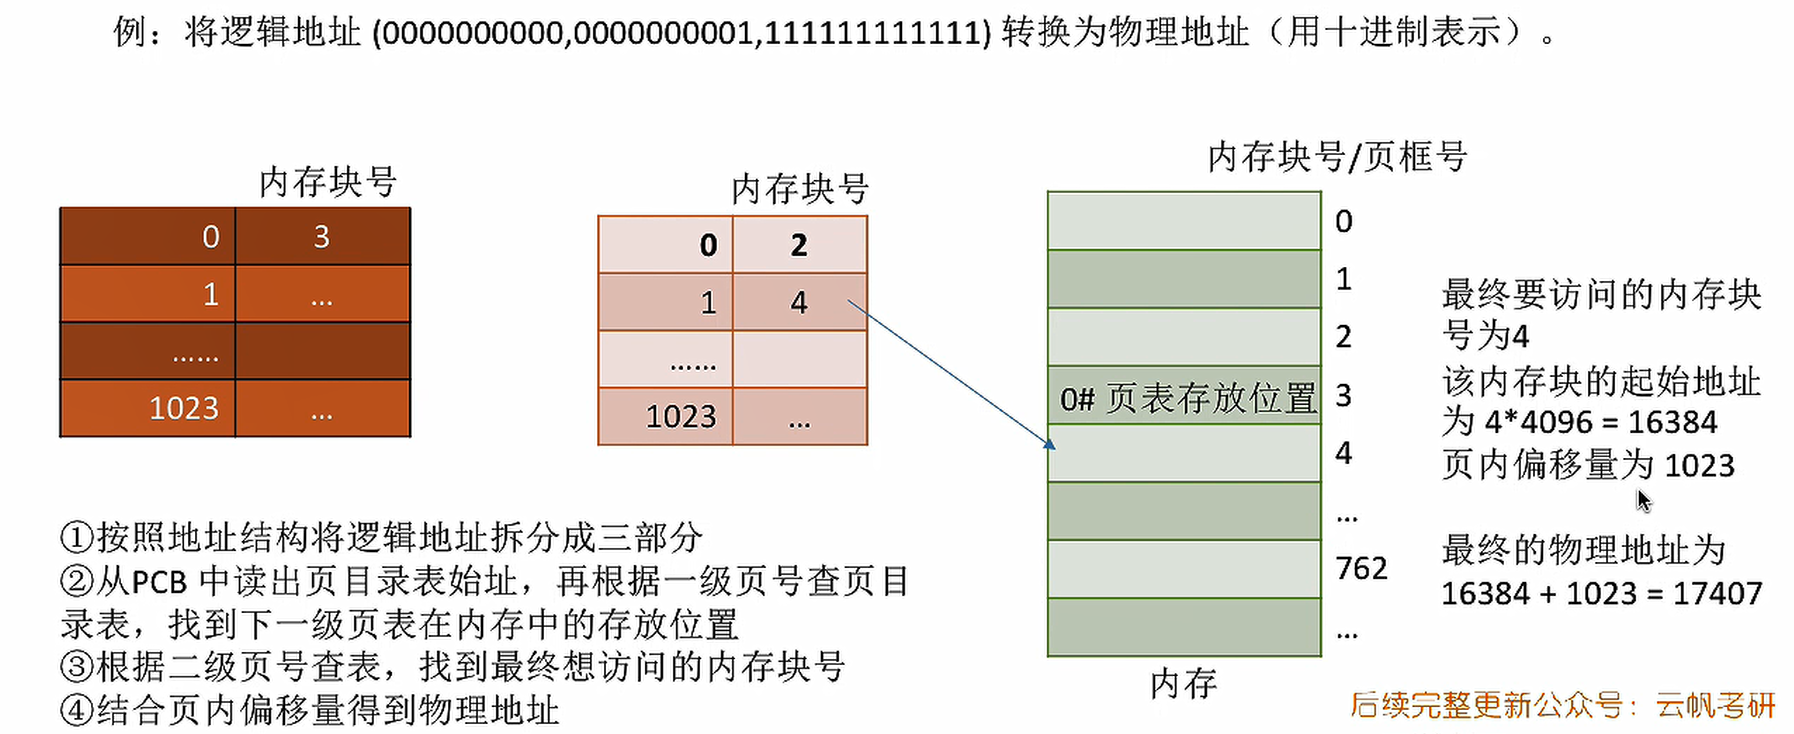 例：将逻辑地址 (0000000000,0000000001,111111111111) 转换为物理地址（用十进制表示）。
内存块号
0 3
1 ...
......
1023 ...
内存块号
0 2
1 4
......
1023 ...
内存块号/页框号
0
1
2
0# 页表存放位置 3
4
...
762
...
内存
最终要访问的内存块
号为4
该内存块的起始地址
为 4*4096 = 16384
页内偏移量为 1023
最终的物理地址为
16384 + 1023 = 17407
①按照地址结构将逻辑地址拆分成三部分
②从PCB 中读出页目录表始址，再根据一级页号查页目
录表，找到下一级页表在内存中的存放位置
③根据二级页号查表，找到最终想访问的内存块号
④结合页内偏移量得到物理地址
后续完整更新公众号：云帆考研